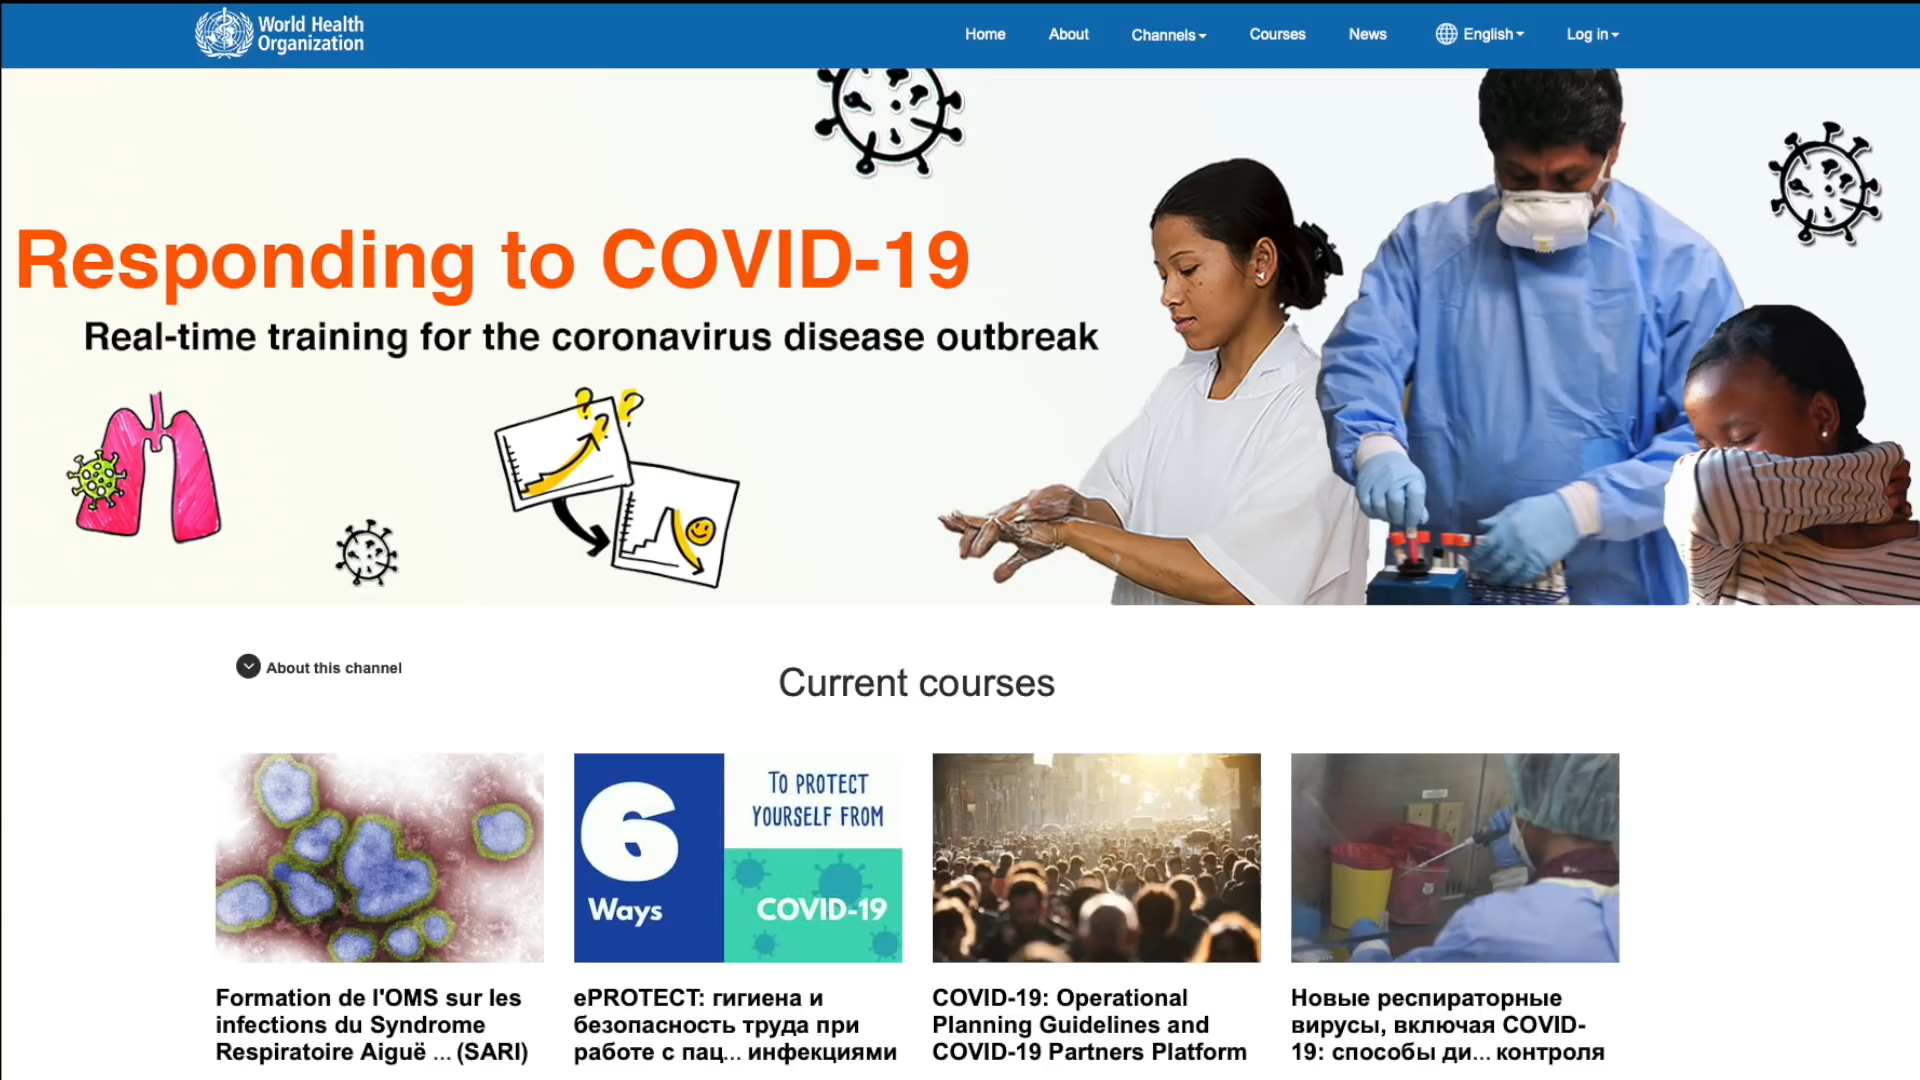 World Health
Organization
Home
About
Channels
Courses
News
English
Log in
Responding to COVID-19
Real-time training for the coronavirus disease outbreak
? ? ?
About this channel
Current courses
6
Ways
TO PROTECT
YOURSELF FROM
COVID-19
Formation de l'OMS sur les
infections du Syndrome
Respiratoire Aiguë ... (SARI)
ePROTECT: гигиена и
безопасность труда при
работе с пац... инфекциями
COVID-19: Operational
Planning Guidelines and
COVID-19 Partners Platform
Новые респираторные
вирусы, включая COVID-
19: способы ди... контроля